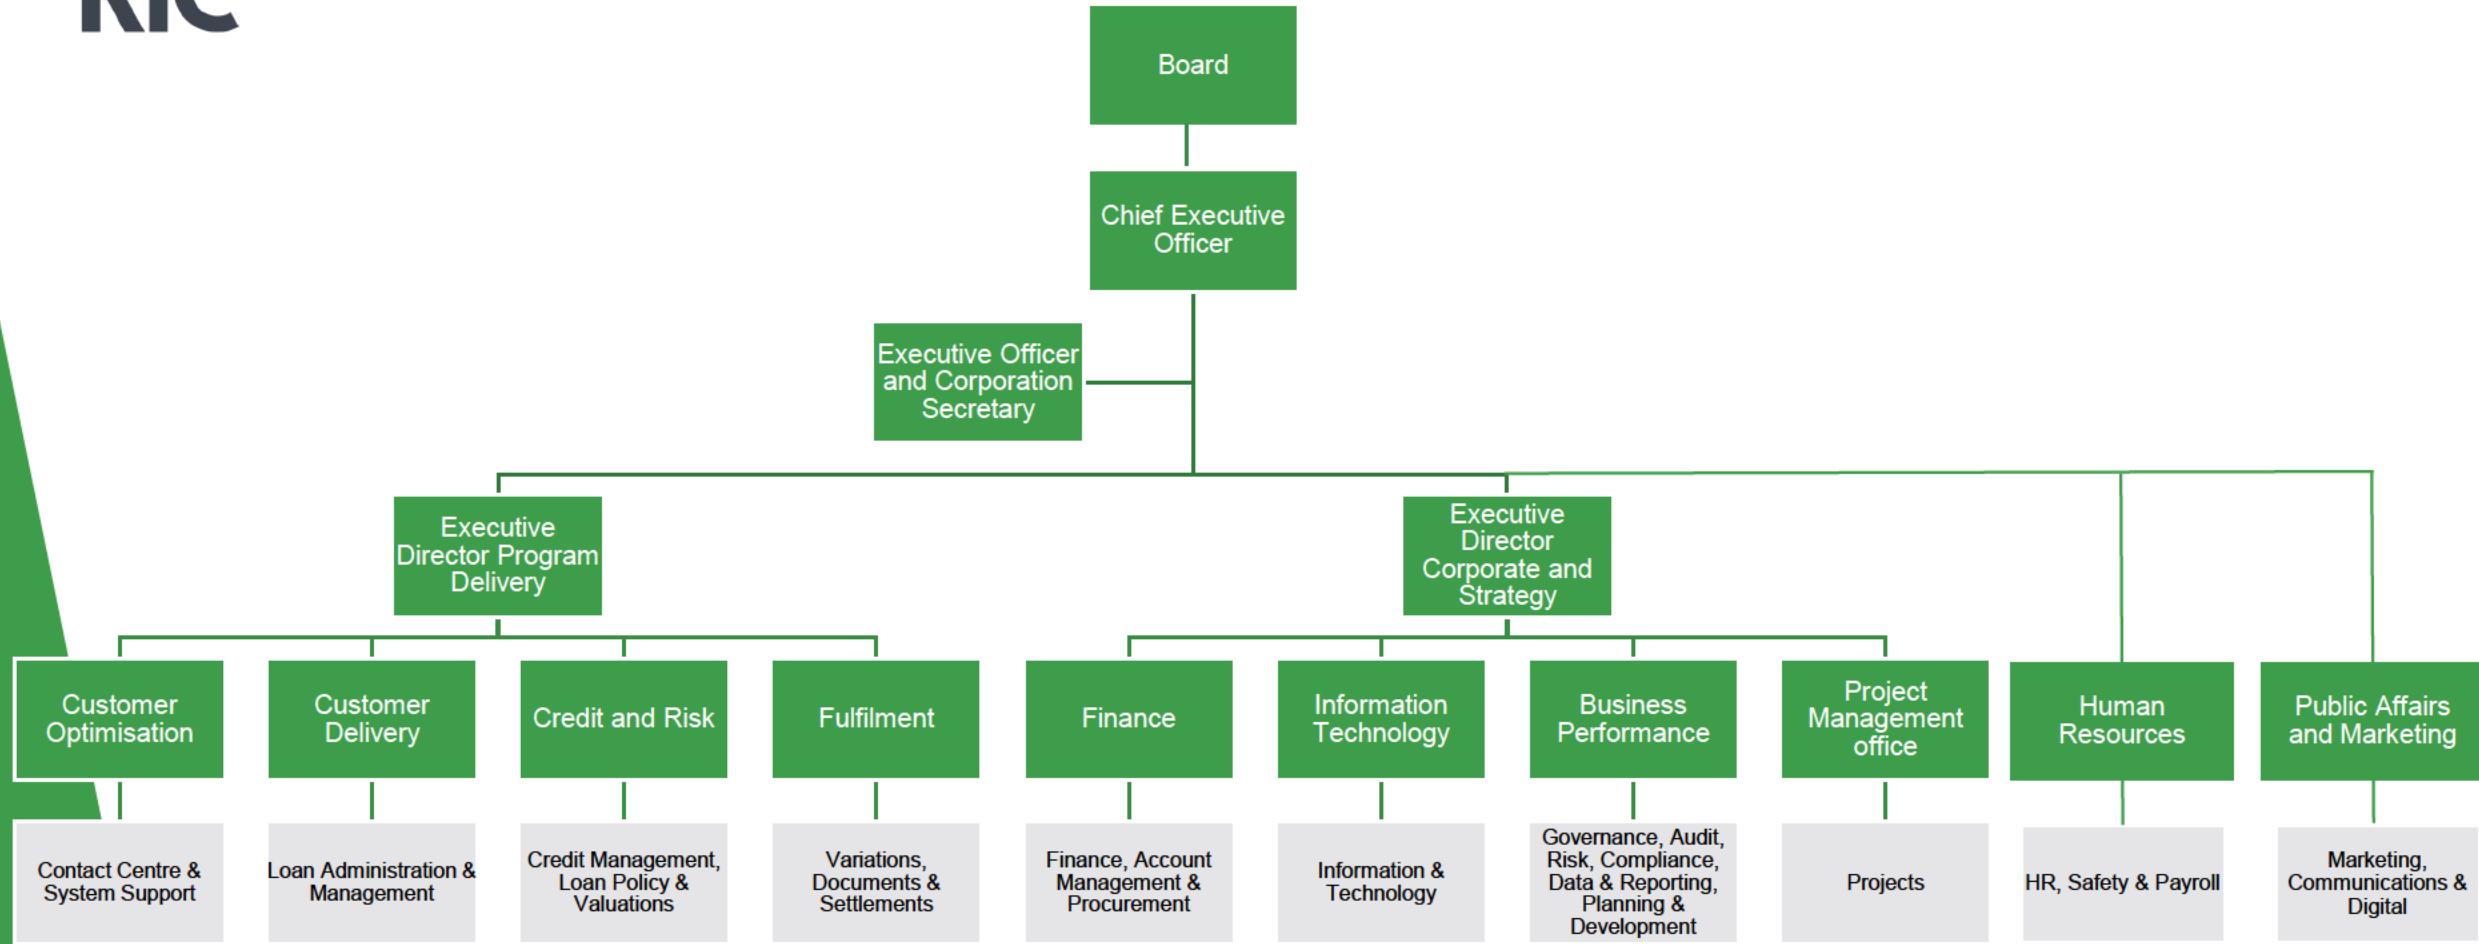 RIC
Board
Chief Executive
Officer
Executive Officer
and Corporation
Secretary
Executive
Director Program
Delivery
Executive
Director
Corporate and
Strategy
Customer
Optimisation
Customer
Delivery
Credit and Risk
Fulfilment
Finance
Information
Technology
Business
Performance
Project
Management
office
Human
Resources
Public Affairs
and Marketing
Contact Centre &
System Support
Loan Administration &
Management
Credit Management,
Loan Policy &
Valuations
Variations,
Documents &
Settlements
Finance, Account
Management &
Procurement
Information &
Technology
Governance, Audit,
Risk, Compliance,
Data & Reporting,
Planning &
Development
Projects
HR, Safety & Payroll
Marketing,
Communications &
Digital